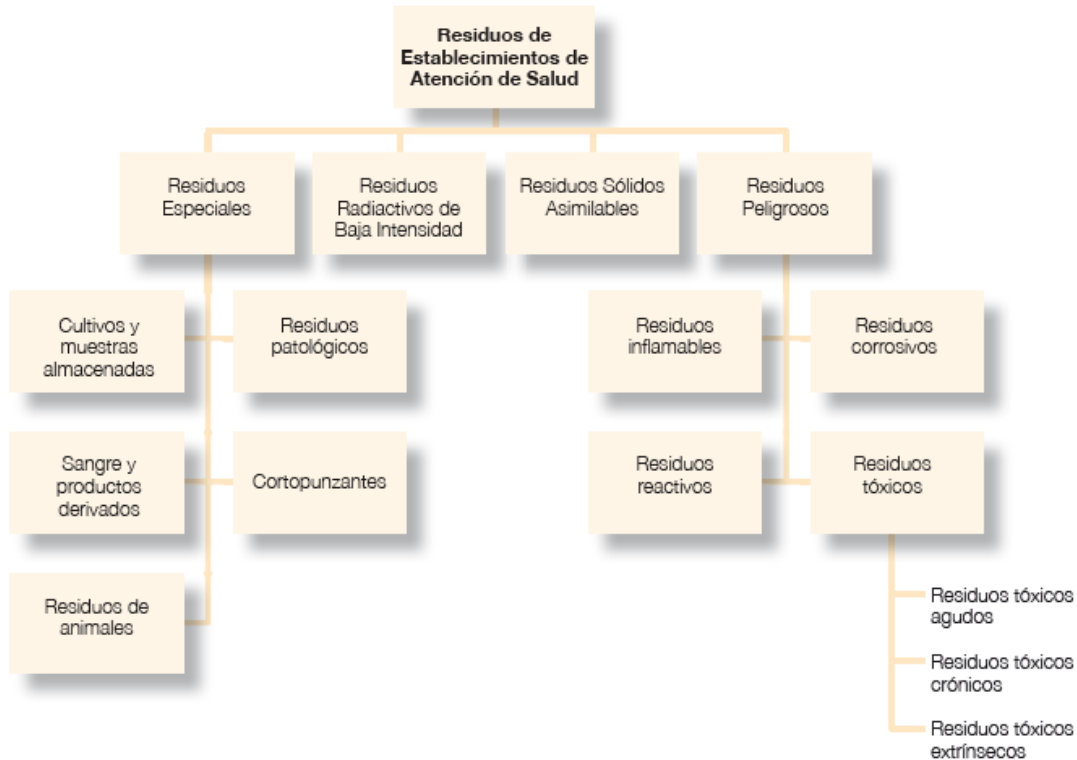 Residuos de
Establecimientos de
Atención de Salud
Residuos
Especiales
Residuos
Radiactivos de
Baja Intensidad
Residuos Sólidos
Asimilables
Residuos
Peligrosos
Cultivos y
muestras
almacenadas
Residuos
patológicos
Residuos
inflamables
Residuos
corrosivos
Sangre y
productos
derivados
Cortopunzantes
Residuos
reactivos
Residuos
tóxicos
Residuos de
animales
Residuos tóxicos
agudos
Residuos tóxicos
crónicos
Residuos tóxicos
extrínsecos